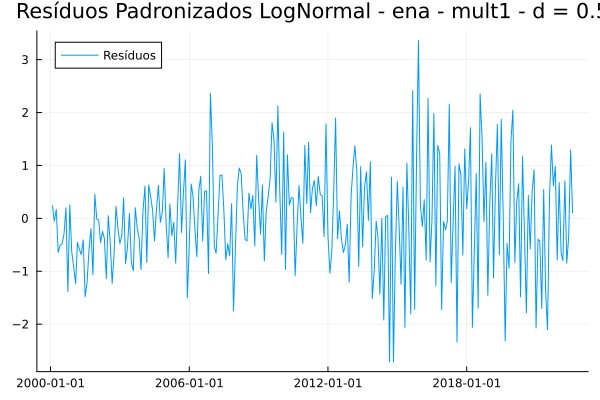 Resíduos Padronizados LogNormal - ena - mult1 - d = 0.5
Resíduos
3
2
1
0
−1
−2
2000-01-01 2006-01-01 2012-01-01 2018-01-01